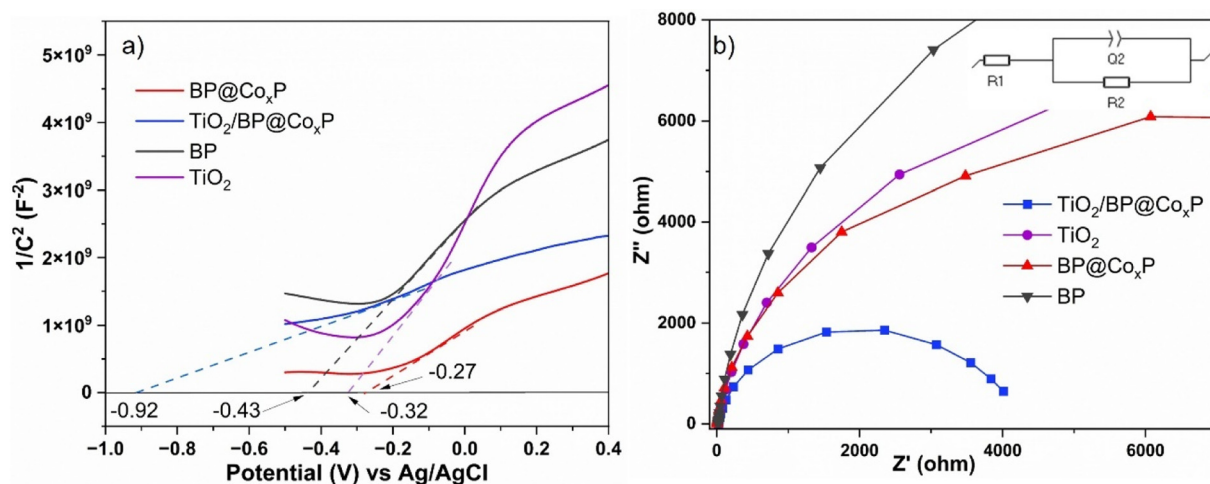 a)
5×10⁹
4×10⁹
3×10⁹
2×10⁹
1×10⁹
0
1/C² (F⁻²)
BP@CoₓP
TiO₂/BP@CoₓP
BP
TiO₂
-0.92
-0.43
-0.32
-0.27
−1.0 −0.8 −0.6 −0.4 −0.2 0.0 0.2 0.4
Potential (V) vs Ag/AgCl
b)
8000
6000
4000
2000
0
Z'' (ohm)
R1
Q2
R2
TiO₂/BP@CoₓP
TiO₂
BP@CoₓP
BP
0 2000 4000 6000
Z' (ohm)